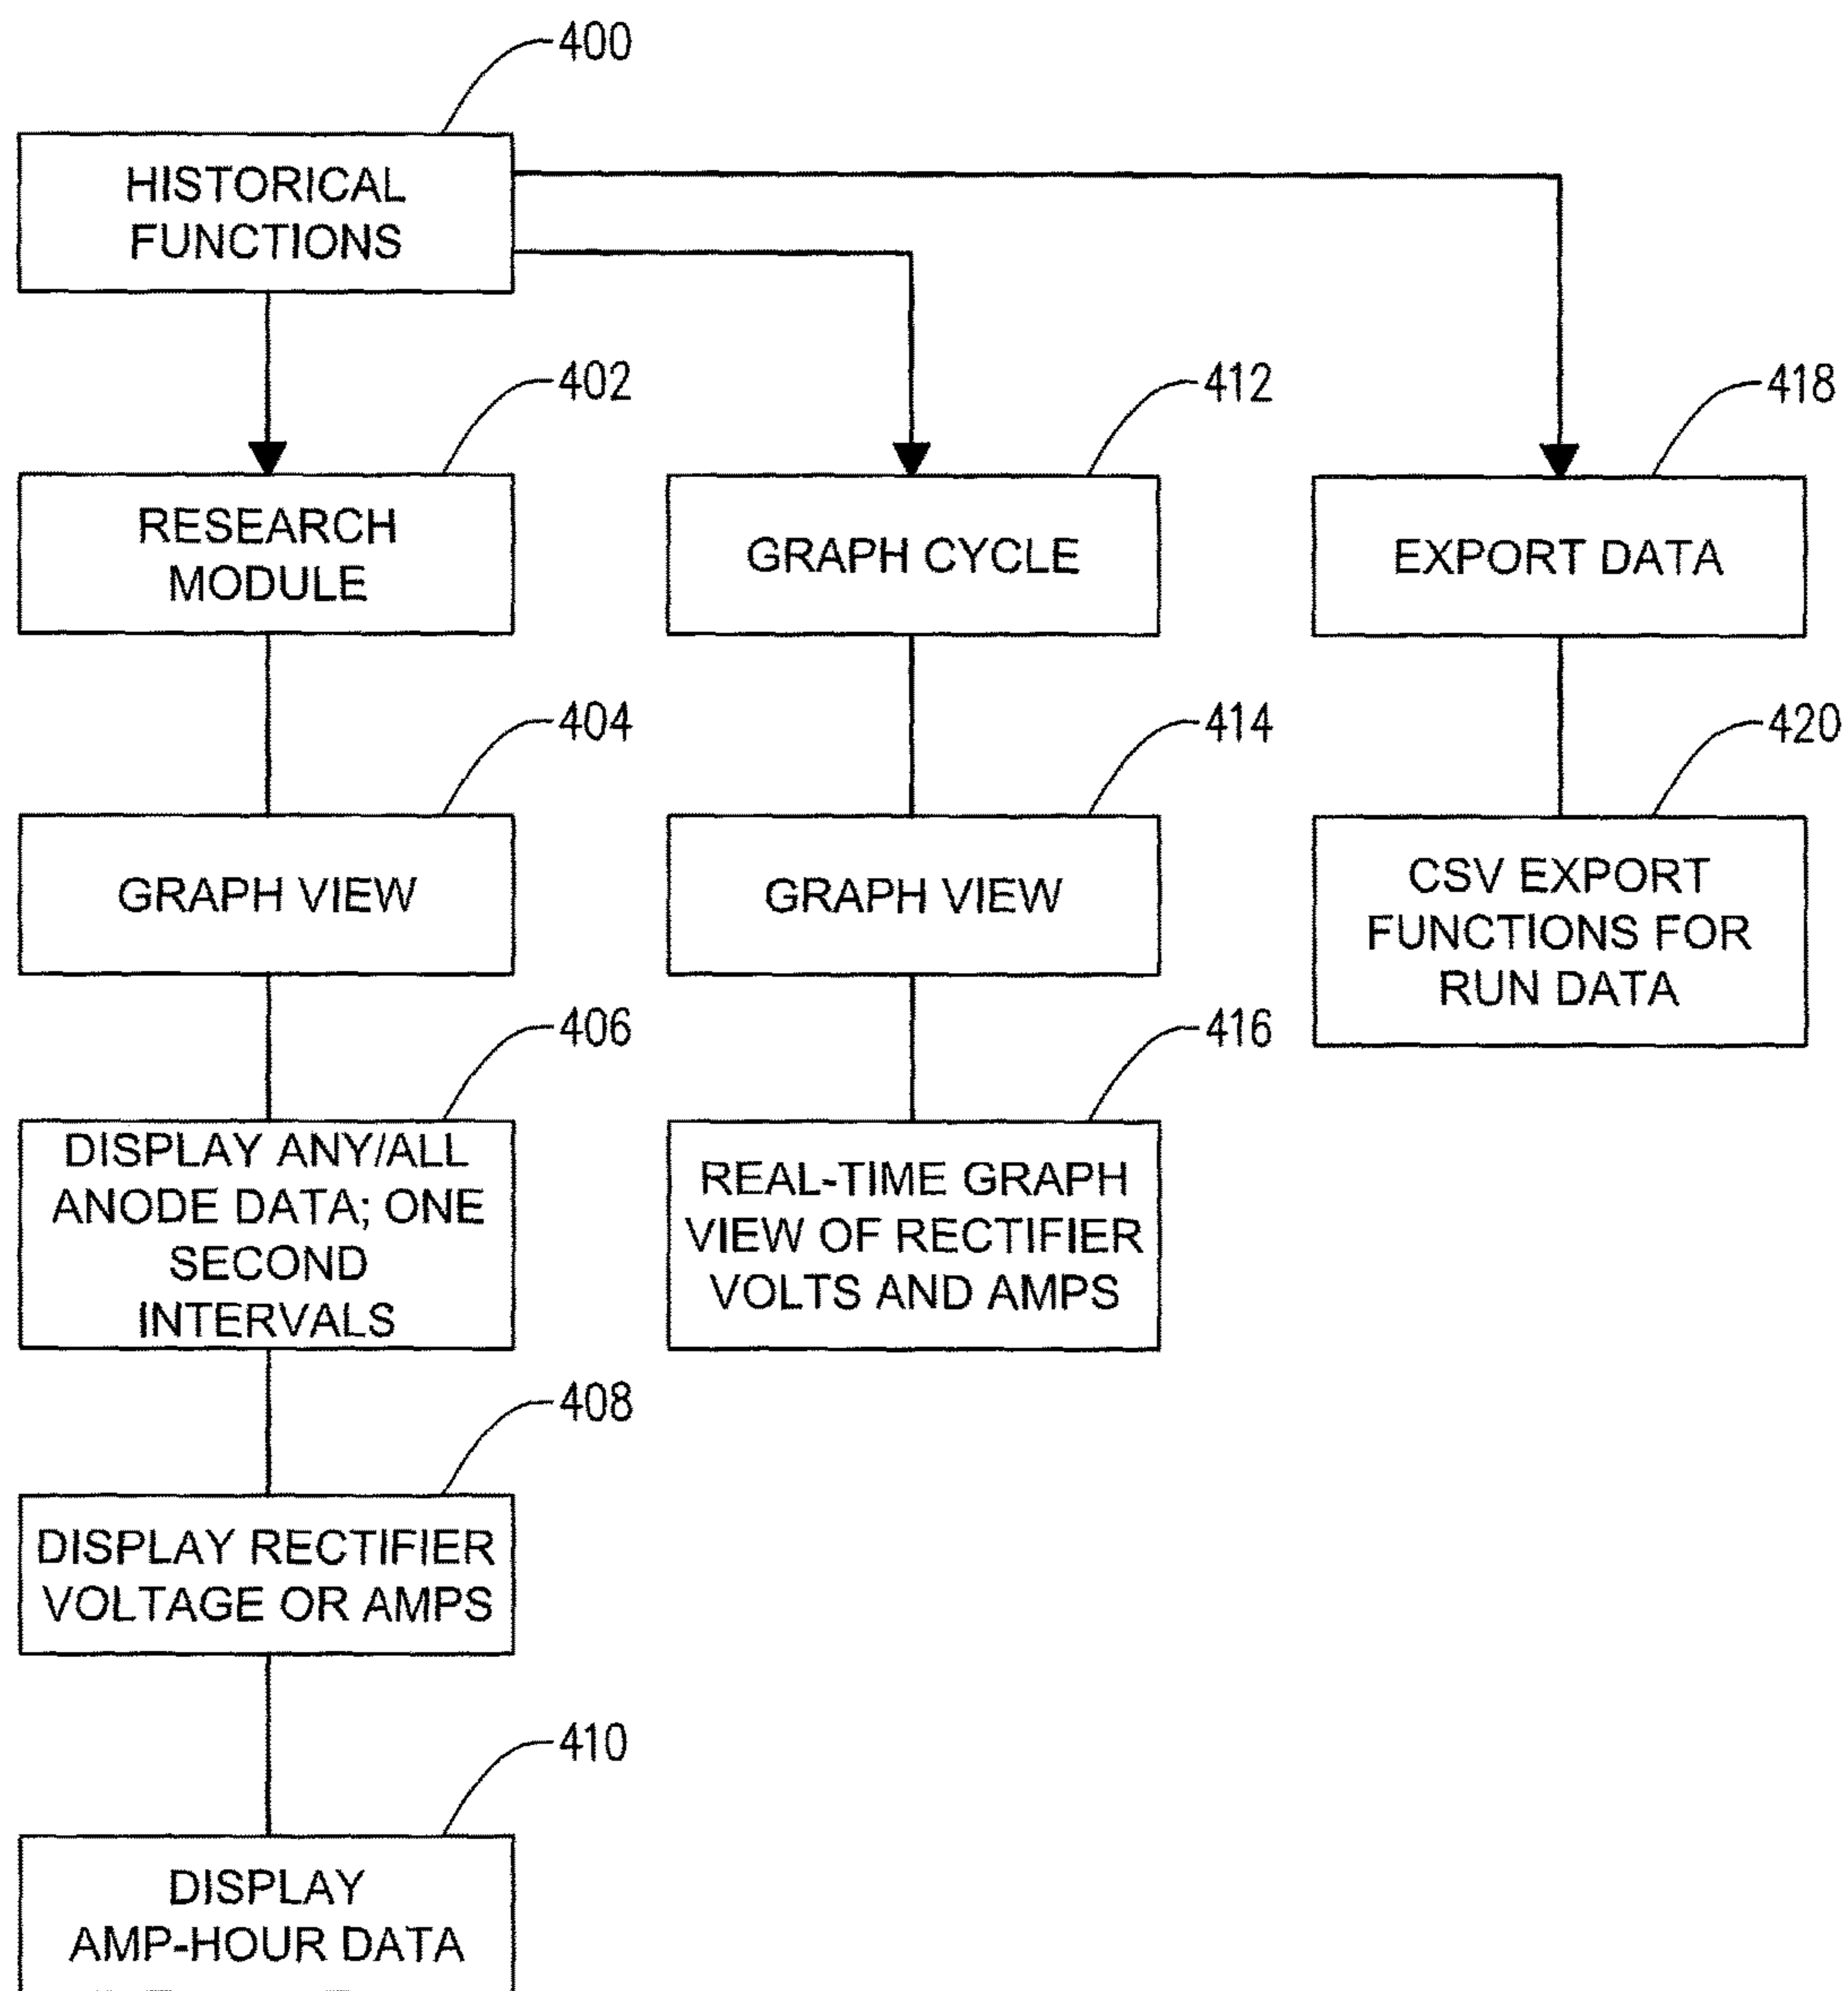 400
HISTORICAL
FUNCTIONS
402
412
418
RESEARCH
MODULE
GRAPH CYCLE
EXPORT DATA
404
414
420
GRAPH VIEW
GRAPH VIEW
CSV EXPORT
FUNCTIONS FOR
RUN DATA
406
416
DISPLAY ANY/ALL
ANODE DATA; ONE
SECOND
INTERVALS
REAL-TIME GRAPH
VIEW OF RECTIFIER
VOLTS AND AMPS
408
DISPLAY RECTIFIER
VOLTAGE OR AMPS
410
DISPLAY
AMP-HOUR DATA